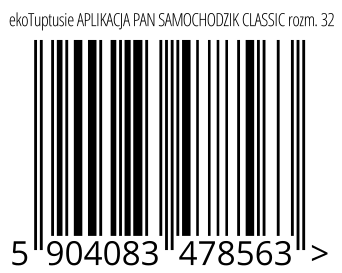 ekoTuptusie APLIKACJA PAN SAMOCHODZIK CLASSIC rozm. 32
5 904083 478563 >